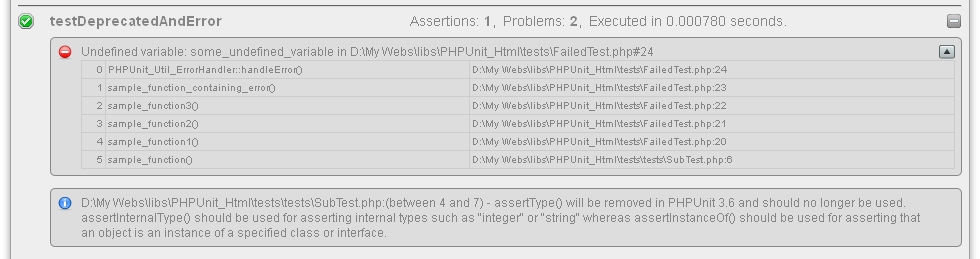 testDeprecatedAndError Assertions: 1, Problems: 2, Executed in 0.000780 seconds.
Undefined variable: some_undefined_variable in D:\My Webs\libs\PHPUnit_Html\tests\FailedTest.php#24
0 PHPUnit_Util_ErrorHandler::handleError() D:\My Webs\libs\PHPUnit_Html\tests\FailedTest.php:24
1 sample_function_containing_error() D:\My Webs\libs\PHPUnit_Html\tests\FailedTest.php:23
2 sample_function3() D:\My Webs\libs\PHPUnit_Html\tests\FailedTest.php:22
3 sample_function2() D:\My Webs\libs\PHPUnit_Html\tests\FailedTest.php:21
4 sample_function1() D:\My Webs\libs\PHPUnit_Html\tests\FailedTest.php:20
5 sample_function() D:\My Webs\libs\PHPUnit_Html\tests\tests\SubTest.php:6
D:\My Webs\libs\PHPUnit_Html\tests\tests\SubTest.php:(between 4 and 7) - assertType() will be removed in PHPUnit 3.6 and should no longer be used.
assertInternalType() should be used for asserting internal types such as "integer" or "string" whereas assertInstanceOf() should be used for asserting that
an object is an instance of a specified class or interface.